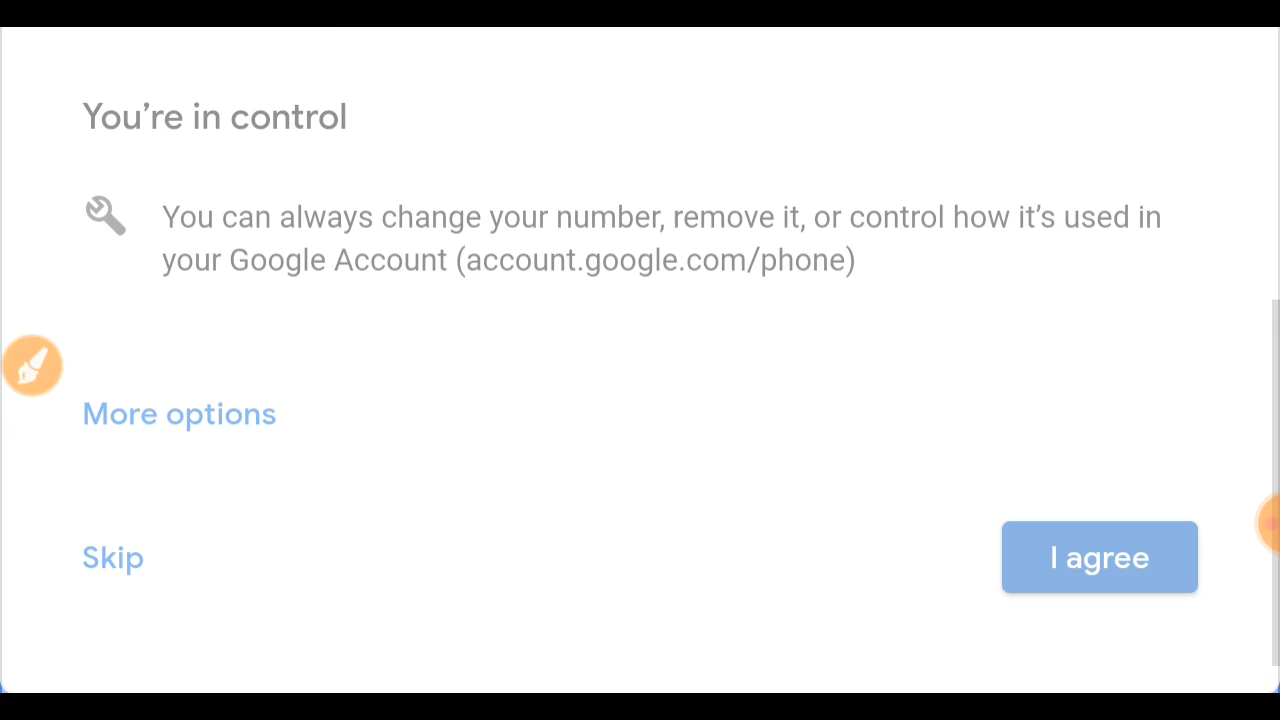 You’re in control
You can always change your number, remove it, or control how it’s used in
your Google Account (account.google.com/phone)
More options
Skip
I agree